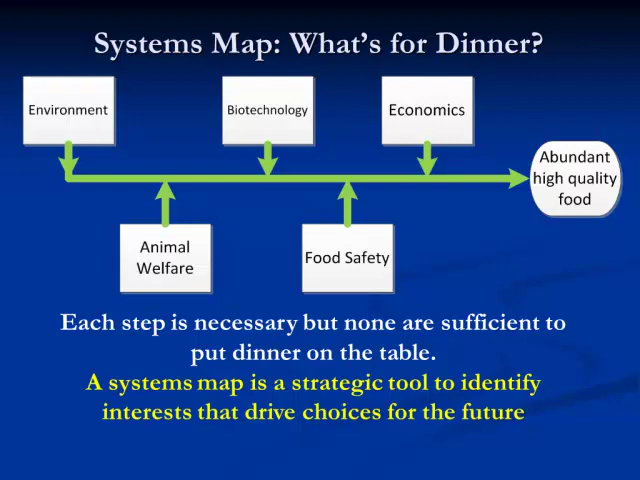 Systems Map: What's for Dinner?
Environment
Biotechnology
Economics
Abundant
high quality
food
Animal
Welfare
Food Safety
Each step is necessary but none are sufficient to
put dinner on the table.
A systems map is a strategic tool to identify
interests that drive choices for the future